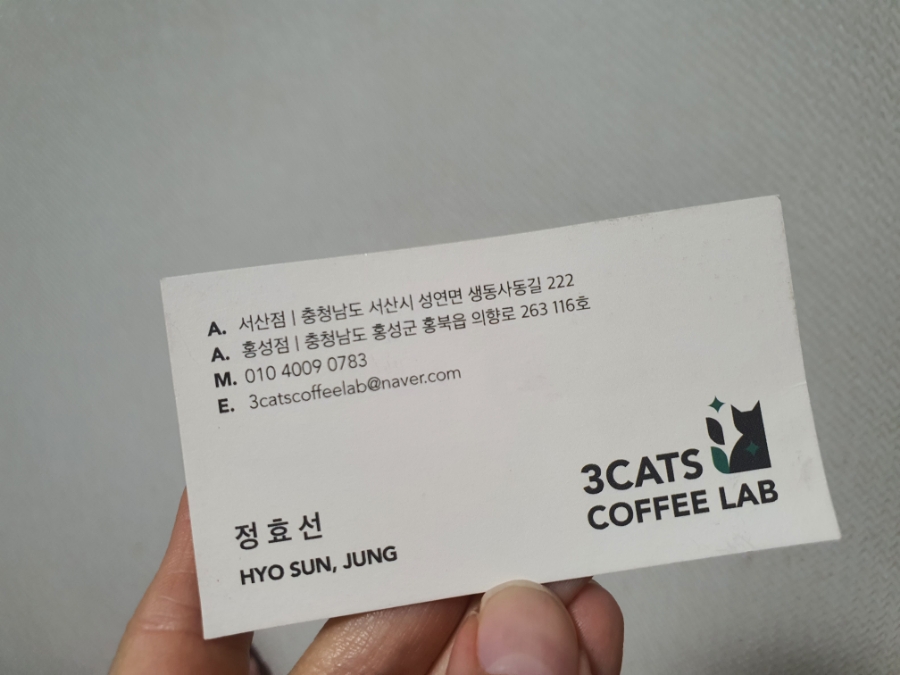 A. 서산점 | 충청남도 서산시 성연면 생동사동길 222
A. 홍성점 | 충청남도 홍성군 홍북읍 의향로 263 116호
M. 010 4009 0783
E. 3catscoffeelab@naver.com
정효선
HYO SUN, JUNG
3CATS
COFFEE LAB